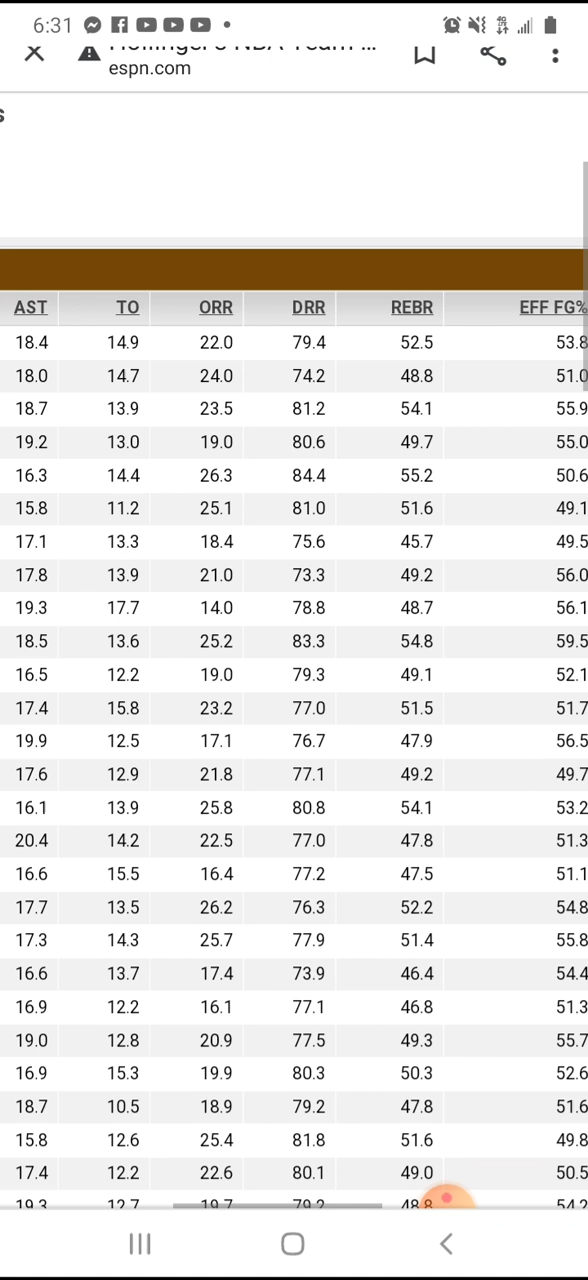 6:31
espn.com
s
AST TO ORR DRR REBR EFF FG%
18.4 14.9 22.0 79.4 52.5 53.8
18.0 14.7 24.0 74.2 48.8 51.0
18.7 13.9 23.5 81.2 54.1 55.9
19.2 13.0 19.0 80.6 49.7 55.0
16.3 14.4 26.3 84.4 55.2 50.6
15.8 11.2 25.1 81.0 51.6 49.1
17.1 13.3 18.4 75.6 45.7 49.5
17.8 13.9 21.0 73.3 49.2 56.0
19.3 17.7 14.0 78.8 48.7 56.1
18.5 13.6 25.2 83.3 54.8 59.5
16.5 12.2 19.0 79.3 49.1 52.1
17.4 15.8 23.2 77.0 51.5 51.7
19.9 12.5 17.1 76.7 47.9 56.5
17.6 12.9 21.8 77.1 49.2 49.7
16.1 13.9 25.8 80.8 54.1 53.2
20.4 14.2 22.5 77.0 47.8 51.3
16.6 15.5 16.4 77.2 47.5 51.1
17.7 13.5 26.2 76.3 52.2 54.8
17.3 14.3 25.7 77.9 51.4 55.8
16.6 13.7 17.4 73.9 46.4 54.4
16.9 12.2 16.1 77.1 46.8 51.3
19.0 12.8 20.9 77.5 49.3 55.7
16.9 15.3 19.9 80.3 50.3 52.6
18.7 10.5 18.9 79.2 47.8 51.6
15.8 12.6 25.4 81.8 51.6 49.8
17.4 12.2 22.6 80.1 49.0 50.5
19.3 12.7 19.7 79.2 48.8 54.2